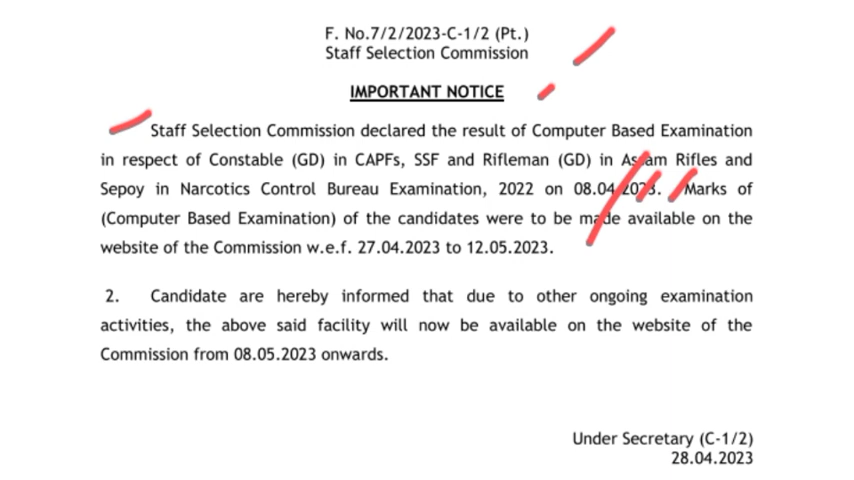 F. No.7/2/2023-C-1/2 (Pt.)
Staff Selection Commission
IMPORTANT NOTICE
Staff Selection Commission declared the result of Computer Based Examination
in respect of Constable (GD) in CAPFs, SSF and Rifleman (GD) in Assam Rifles and
Sepoy in Narcotics Control Bureau Examination, 2022 on 08.04.2023. Marks of
(Computer Based Examination) of the candidates were to be made available on the
website of the Commission w.e.f. 27.04.2023 to 12.05.2023.
2. Candidate are hereby informed that due to other ongoing examination
activities, the above said facility will now be available on the website of the
Commission from 08.05.2023 onwards.
Under Secretary (C-1/2)
28.04.2023